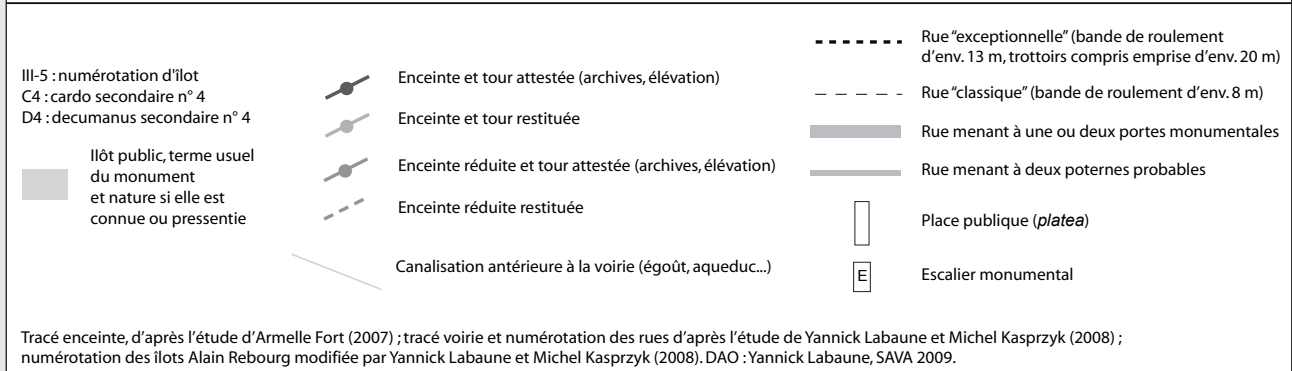 III-5 : numérotation d'îlot
C4 : cardo secondaire n° 4
D4 : decumanus secondaire n° 4
Ilôt public, terme usuel
du monument
et nature si elle est
connue ou pressentie
Enceinte et tour attestée (archives, élévation)
Enceinte et tour restituée
Enceinte réduite et tour attestée (archives, élévation)
Enceinte réduite restituée
Canalisation antérieure à la voirie (égoût, aqueduc...)
Rue "exceptionnelle" (bande de roulement
d'env. 13 m, trottoirs compris emprise d'env. 20 m)
Rue "classique" (bande de roulement d'env. 8 m)
Rue menant à une ou deux portes monumentales
Rue menant à deux poternes probables
Place publique (platea)
E Escalier monumental
Tracé enceinte, d'après l'étude d'Armelle Fort (2007) ; tracé voirie et numérotation des rues d'après l'étude de Yannick Labaune et Michel Kasprzyk (2008) ;
numérotation des îlots Alain Rebourg modifiée par Yannick Labaune et Michel Kasprzyk (2008). DAO : Yannick Labaune, SAVA 2009.